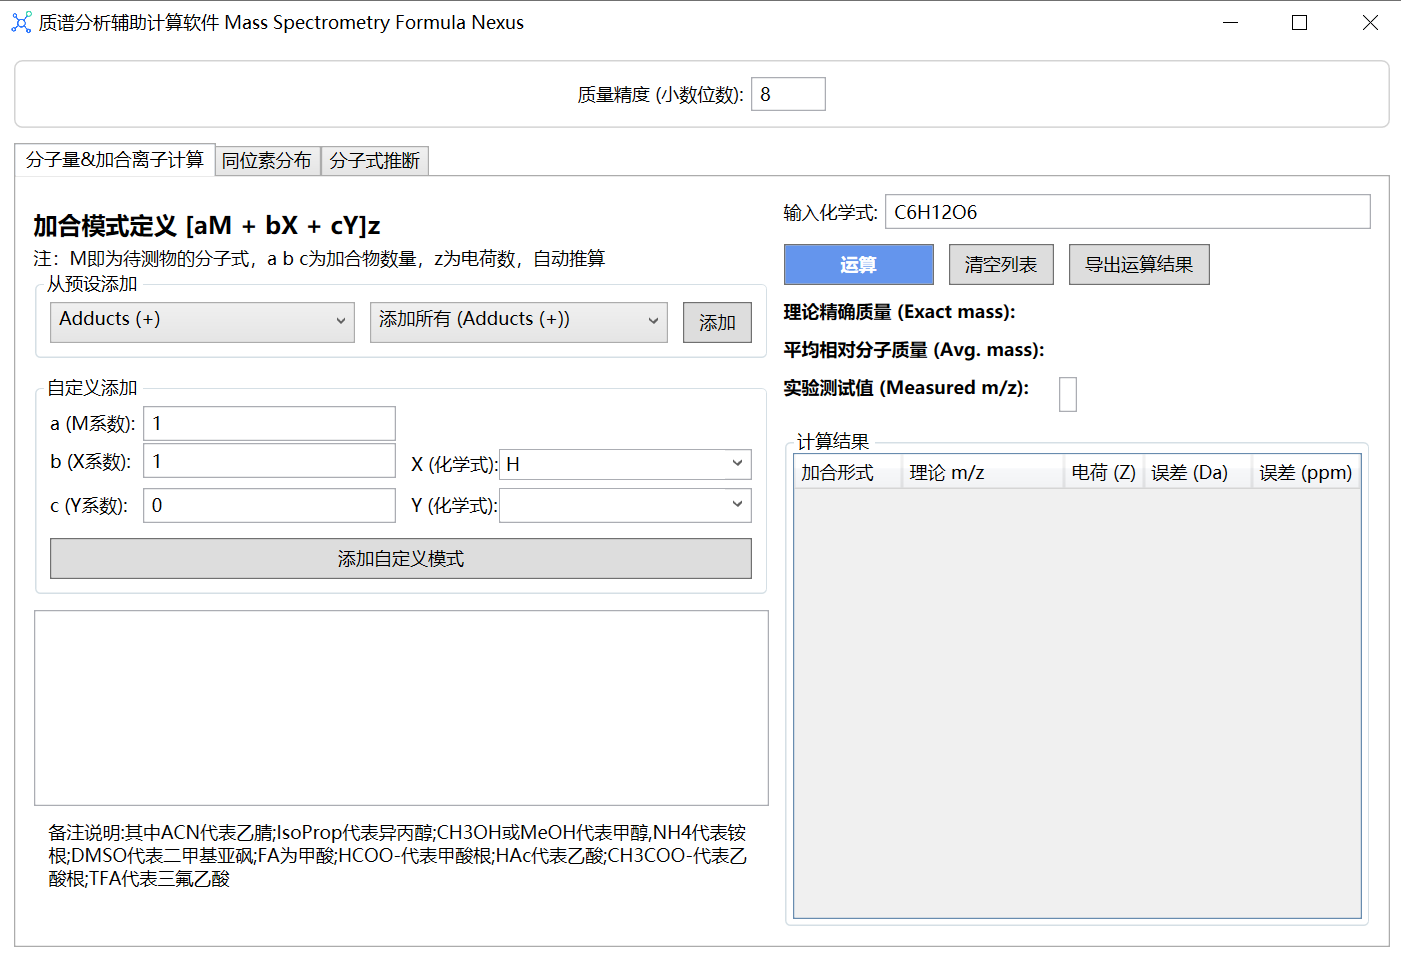 质谱分析辅助计算软件 Mass Spectrometry Formula Nexus
质量精度 (小数位数): 8
分子量&加合离子计算 同位素分布 分子式推断
加合模式定义 [aM + bX + cY]z
注：M即为待测物的分子式，a b c为加合物数量，z为电荷数，自动推算
从预设添加
Adducts (+) 添加所有 (Adducts (+)) 添加
自定义添加
a (M系数): 1
b (X系数): 1 X (化学式): H
c (Y系数): 0 Y (化学式):
添加自定义模式
备注说明:其中ACN代表乙腈;IsoProp代表异丙醇;CH3OH或MeOH代表甲醇,NH4代表铵
根;DMSO代表二甲基亚砜;FA为甲酸;HCOO-代表甲酸根;HAc代表乙酸;CH3COO-代表乙
酸根;TFA代表三氟乙酸
输入化学式: C6H12O6
运算 清空列表 导出运算结果
理论精确质量 (Exact mass):
平均相对分子质量 (Avg. mass):
实验测试值 (Measured m/z):
计算结果
加合形式 理论 m/z 电荷 (Z) 误差 (Da) 误差 (ppm)